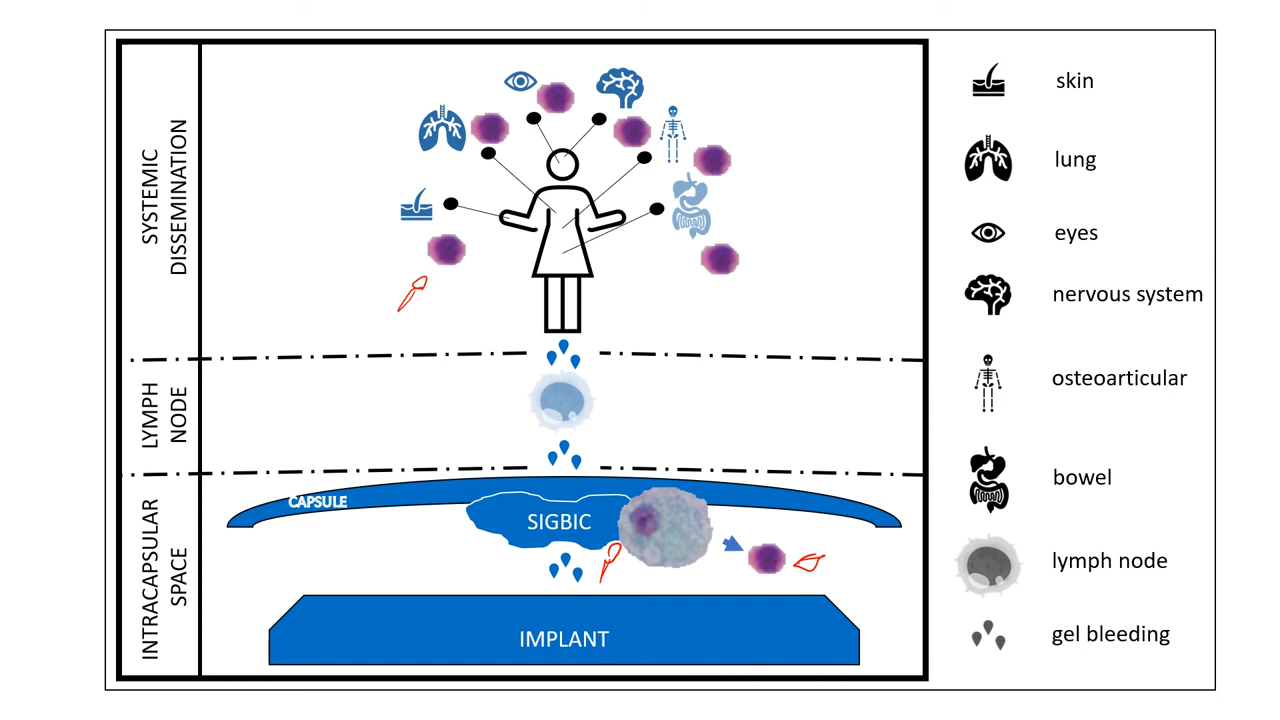 SYSTEMIC
DISSEMINATION
LYMPH
NODE
INTRACAPSULAR
SPACE
CAPSULE
SIGBIC
IMPLANT
skin
lung
eyes
nervous system
osteoarticular
bowel
lymph node
gel bleeding